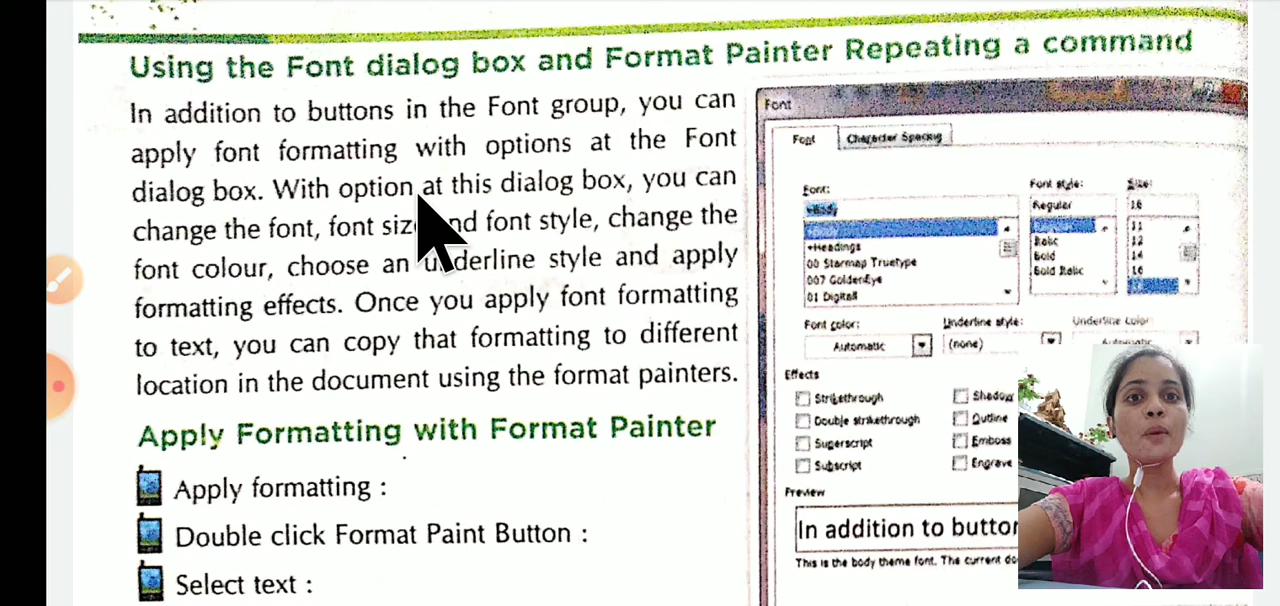 Using the Font dialog box and Format Painter Repeating a command
In addition to buttons in the Font group, you can
apply font formatting with options at the Font
dialog box. With option at this dialog box, you can
change the font, font size and font style, change the
font colour, choose an underline style and apply
formatting effects. Once you apply font formatting
to text, you can copy that formatting to different
location in the document using the format painters.
Apply Formatting with Format Painter
Apply formatting :
Double click Format Paint Button :
Select text :
Font
Font
Character Spacing
Font:
Font style:
Size:
+Body
Regular
16
+Headings
00 Starmap Truetype
007 GoldenEye
01 Digitall
Italic
Bold
Bold Italic
11
12
14
16
Font color:
Underline style:
Underline color:
Automatic
(none)
Automatic
Effects
Strikethrough
Shadow
Double strikethrough
Outline
Superscript
Emboss
Subscript
Engrave
Preview
In addition to button
This is the body theme font. The current do